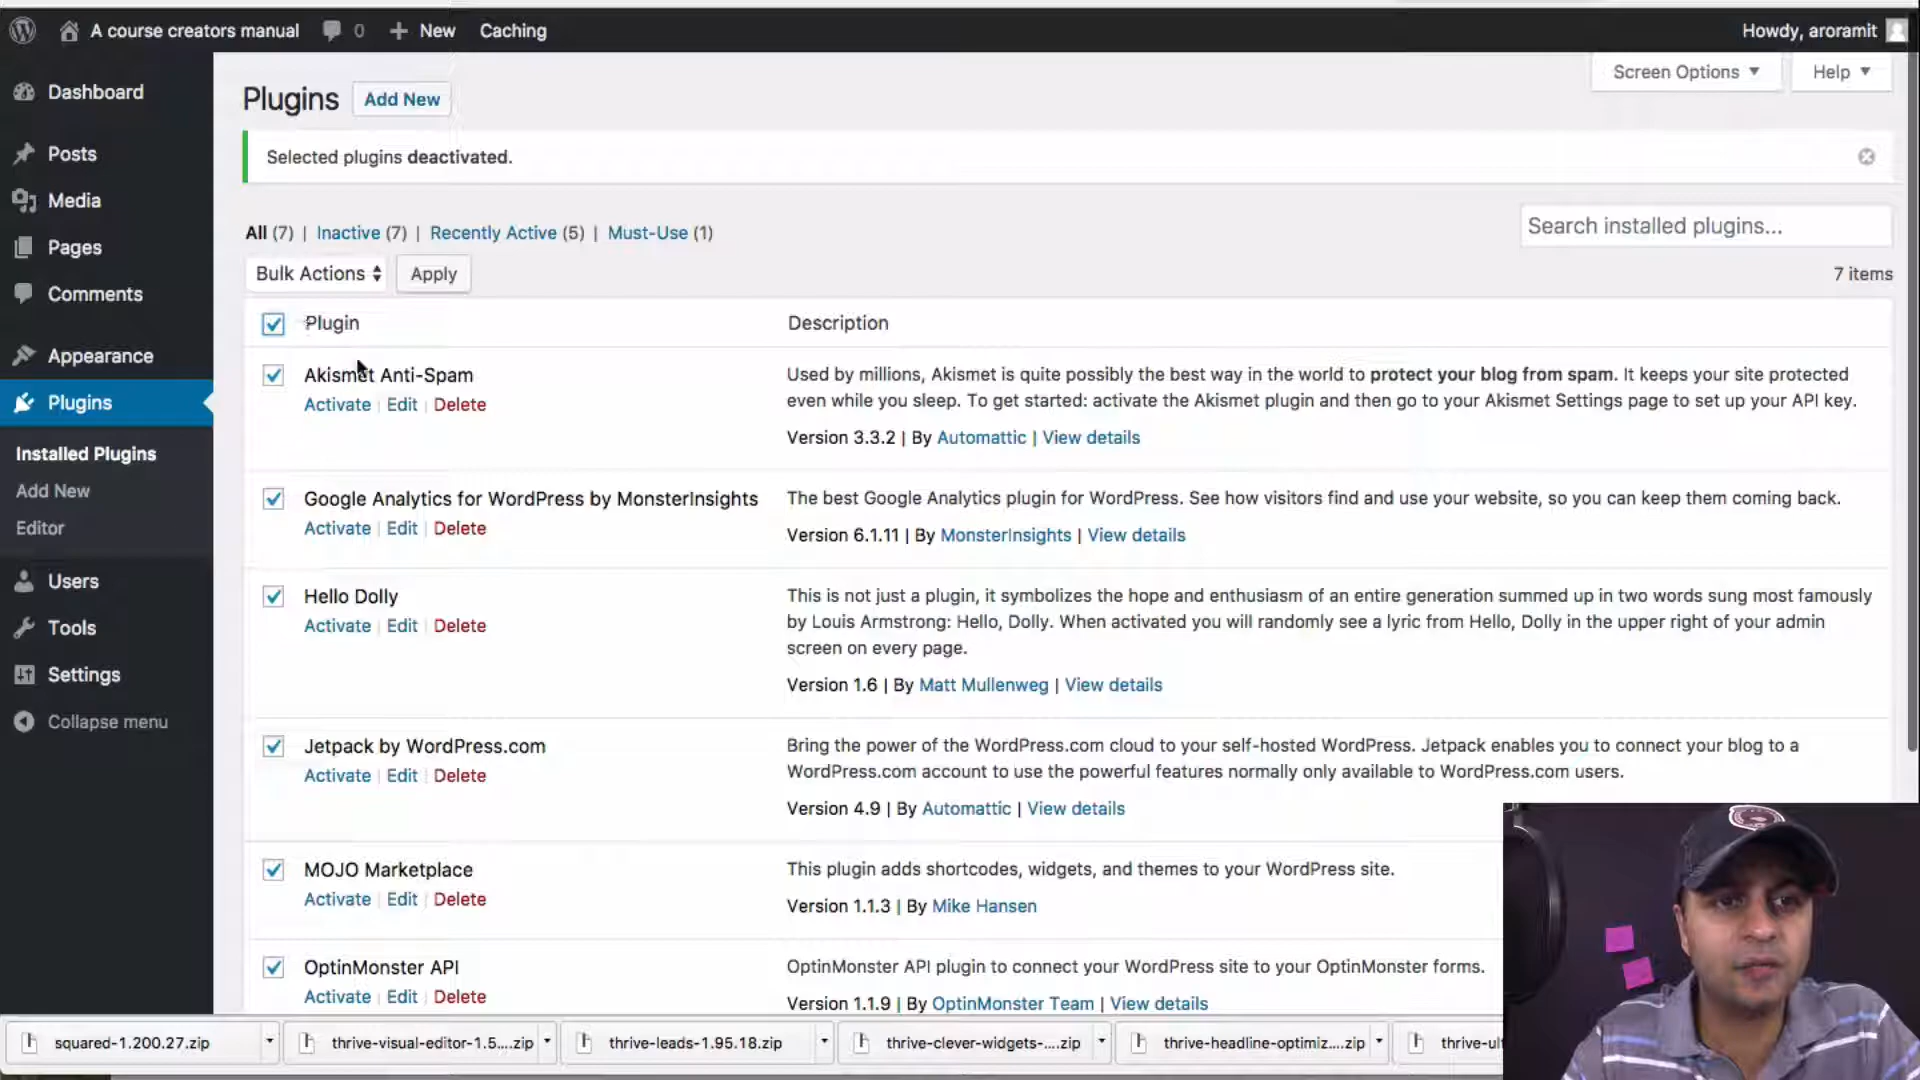 A course creators manual 0 New Caching Howdy, aroramit
Screen Options Help
Dashboard
Posts
Media
Pages
Comments
Appearance
Plugins
Installed Plugins
Add New
Editor
Users
Tools
Settings
Collapse menu
Plugins Add New
Selected plugins deactivated.
All (7) | Inactive (7) | Recently Active (5) | Must-Use (1)
Search installed plugins...
Bulk Actions Apply
7 items
Plugin Description
Akismet Anti-Spam
Activate | Edit | Delete
Used by millions, Akismet is quite possibly the best way in the world to protect your blog from spam. It keeps your site protected
even while you sleep. To get started: activate the Akismet plugin and then go to your Akismet Settings page to set up your API key.
Version 3.3.2 | By Automattic | View details
Google Analytics for WordPress by MonsterInsights
Activate | Edit | Delete
The best Google Analytics plugin for WordPress. See how visitors find and use your website, so you can keep them coming back.
Version 6.1.11 | By MonsterInsights | View details
Hello Dolly
Activate | Edit | Delete
This is not just a plugin, it symbolizes the hope and enthusiasm of an entire generation summed up in two words sung most famously
by Louis Armstrong: Hello, Dolly. When activated you will randomly see a lyric from Hello, Dolly in the upper right of your admin
screen on every page.
Version 1.6 | By Matt Mullenweg | View details
Jetpack by WordPress.com
Activate | Edit | Delete
Bring the power of the WordPress.com cloud to your self-hosted WordPress. Jetpack enables you to connect your blog to a
WordPress.com account to use the powerful features normally only available to WordPress.com users.
Version 4.9 | By Automattic | View details
MOJO Marketplace
Activate | Edit | Delete
This plugin adds shortcodes, widgets, and themes to your WordPress site.
Version 1.1.3 | By Mike Hansen
OptinMonster API
Activate | Edit | Delete
OptinMonster API plugin to connect your WordPress site to your OptinMonster forms.
Version 1.1.9 | By OptinMonster Team | View details
squared-1.200.27.zip thrive-visual-editor-1.5....zip thrive-leads-1.95.18.zip thrive-clever-widgets-....zip thrive-headline-optimiz....zip thrive-ul